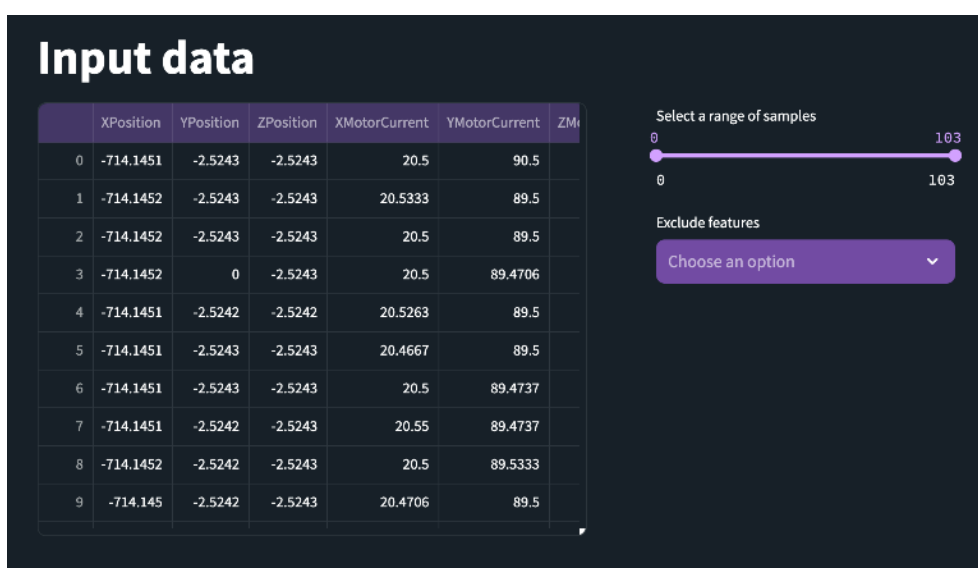 Input data
XPosition YPosition ZPosition XMotorCurrent YMotorCurrent ZM
0 -714.1451 -2.5243 -2.5243 20.5 90.5
1 -714.1452 -2.5243 -2.5243 20.5333 89.5
2 -714.1452 -2.5243 -2.5243 20.5 89.5
3 -714.1452 0 -2.5243 20.5 89.4706
4 -714.1451 -2.5242 -2.5242 20.5263 89.5
5 -714.1451 -2.5243 -2.5243 20.4667 89.5
6 -714.1451 -2.5243 -2.5243 20.5 89.4737
7 -714.1451 -2.5242 -2.5243 20.55 89.4737
8 -714.1452 -2.5242 -2.5243 20.5 89.5333
9 -714.145 -2.5242 -2.5243 20.4706 89.5
Select a range of samples
0 103
0 103
Exclude features
Choose an option